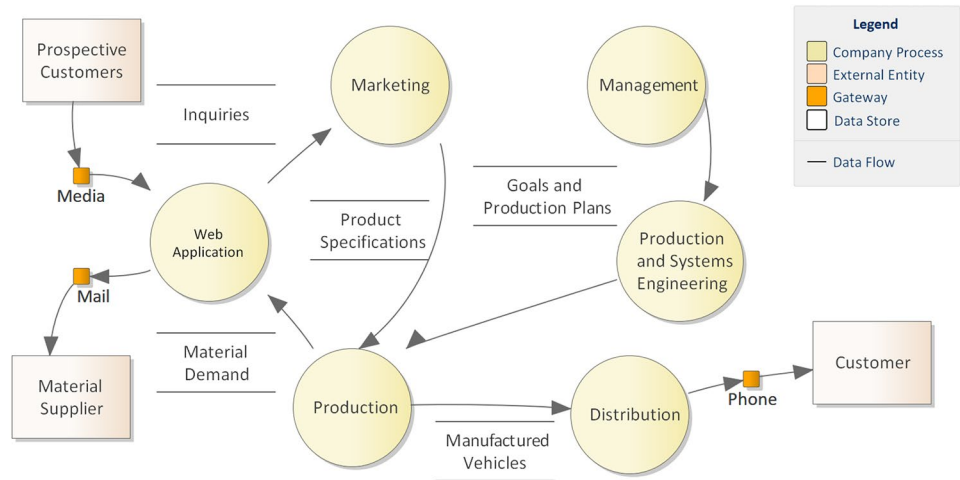 Prospective
Customers
Inquiries
Media
Marketing
Management
Legend
Company Process
External Entity
Gateway
Data Store
Data Flow
Web
Application
Product
Specifications
Goals and
Production Plans
Production
and Systems
Engineering
Mail
Material
Supplier
Material
Demand
Production
Manufactured
Vehicles
Distribution
Phone
Customer